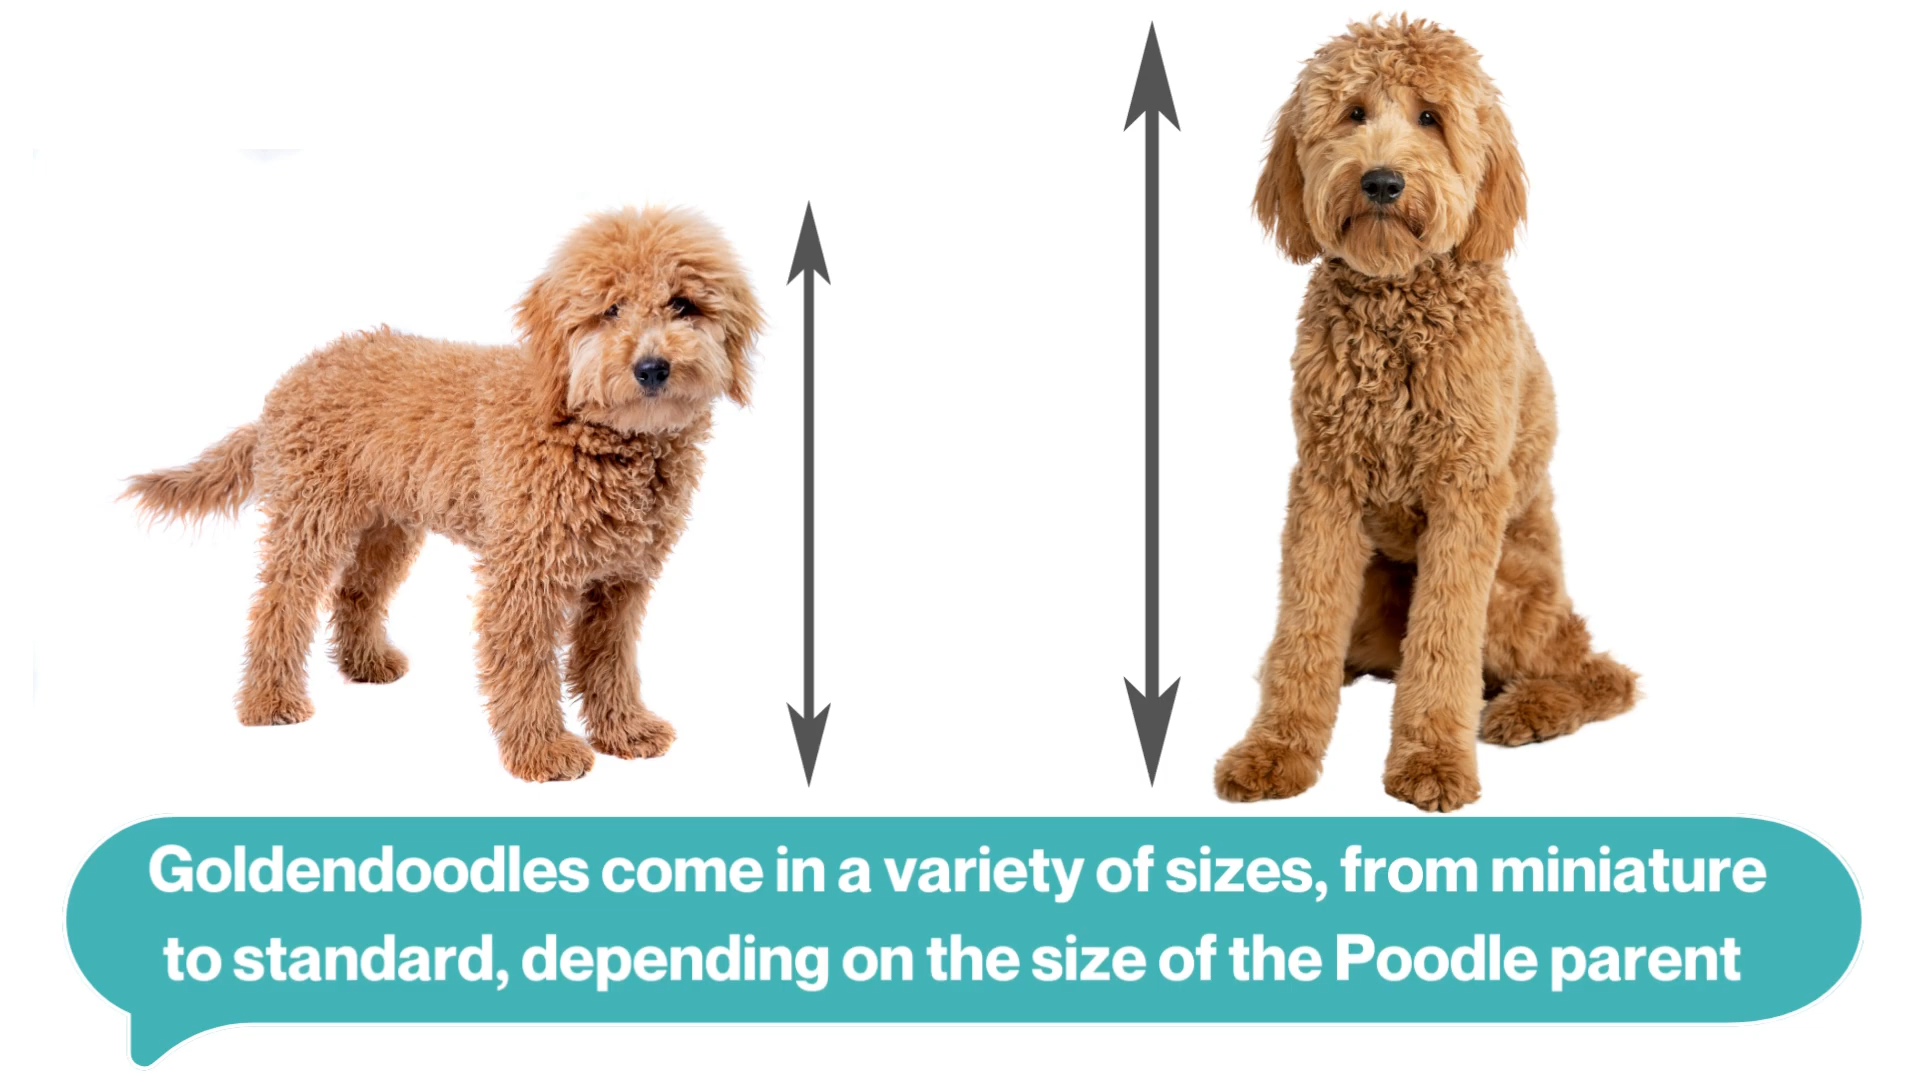 Goldendoodles come in a variety of sizes, from miniature
to standard, depending on the size of the Poodle parent